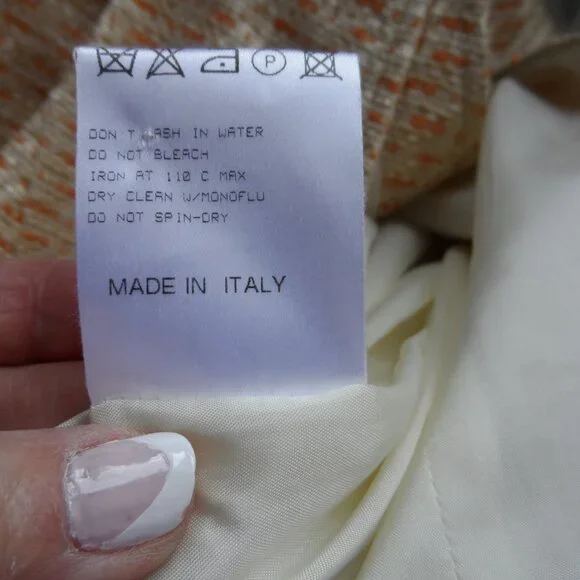 P
DON'T WASH IN WATER
DO NOT BLEACH
IRON AT 110 C MAX
DRY CLEAN W/MONOFLU
DO NOT SPIN-DRY
MADE IN ITALY